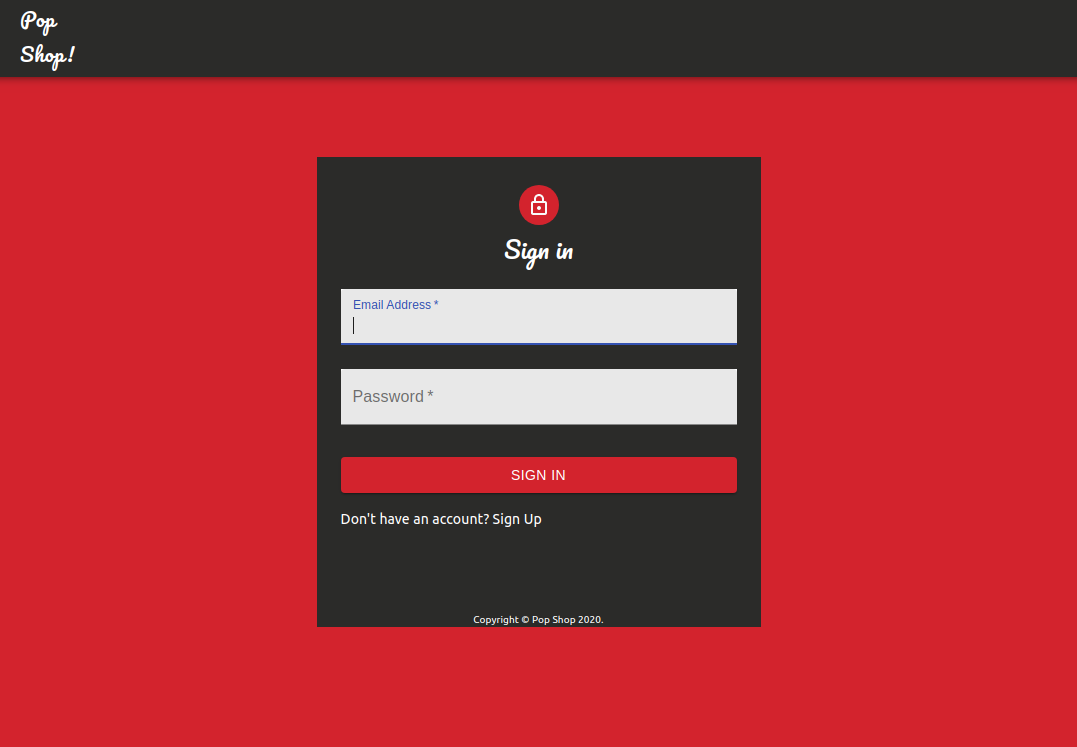 Pop
Shop!
Sign in
Email Address *
Password *
SIGN IN
Don't have an account? Sign Up
Copyright © Pop Shop 2020.